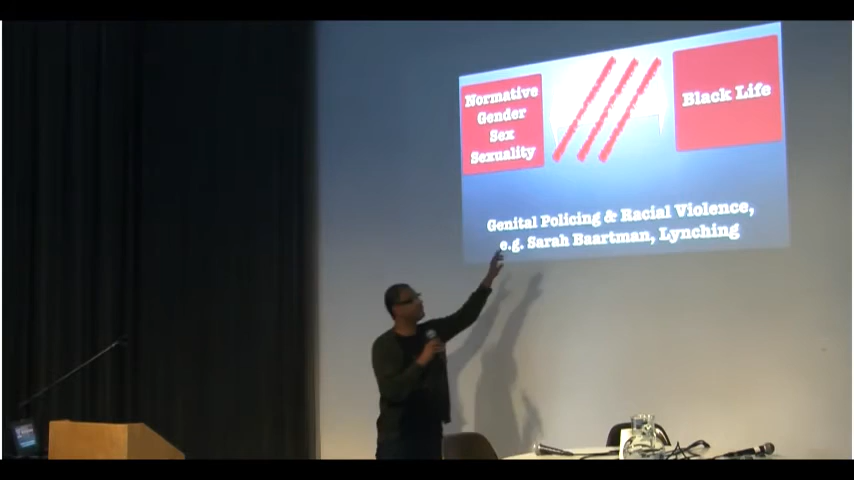 Normative
Gender
Sex
Sexuality
Black Life
Genital Policing & Racial Violence,
e.g. Sarah Baartman, Lynching